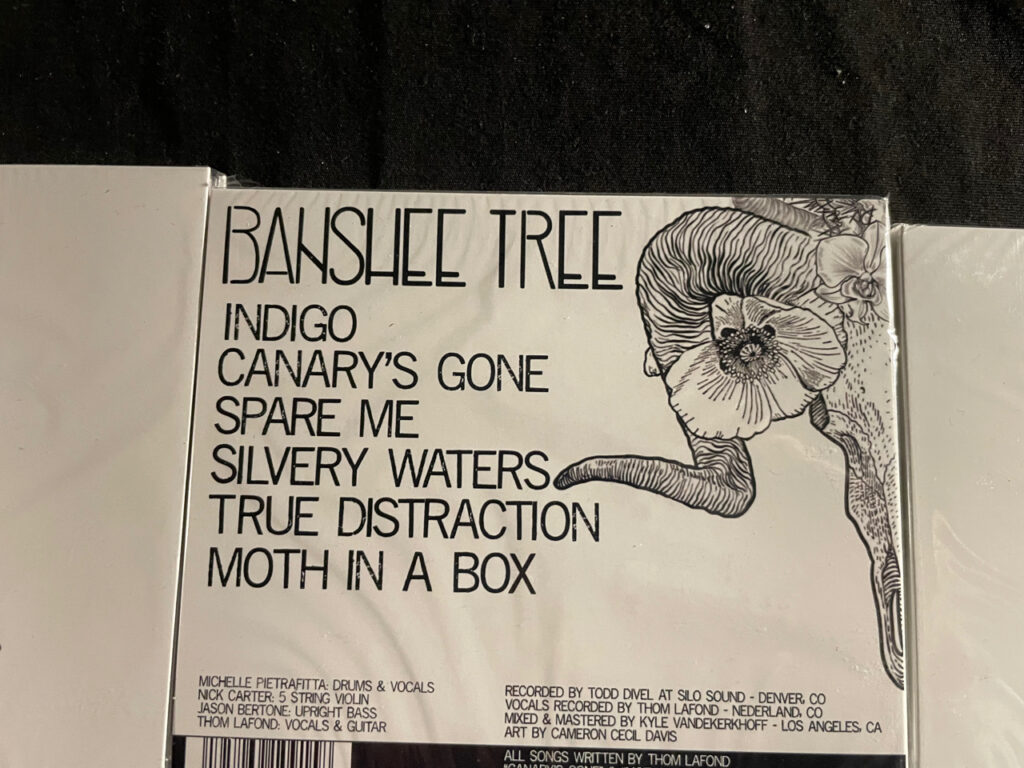 BANSHEE TREE
INDIGO
CANARY'S GONE
SPARE ME
SILVERY WATERS
TRUE DISTRACTION
MOTH IN A BOX
MICHELLE PIETRAFITTA: DRUMS & VOCALS
NICK CARTER: 5 STRING VIOLIN
JASON BERTONE: UPRIGHT BASS
THOM LAFOND: VOCALS & GUITAR
RECORDED BY TODD DIVEL AT SILO SOUND - DENVER, CO
VOCALS RECORDED BY THOM LAFOND - NEDERLAND, CO
MIXED & MASTERED BY KYLE VANDEKERKHOFF - LOS ANGELES, CA
ART BY CAMERON CECIL DAVIS
ALL SONGS WRITTEN BY THOM LAFOND